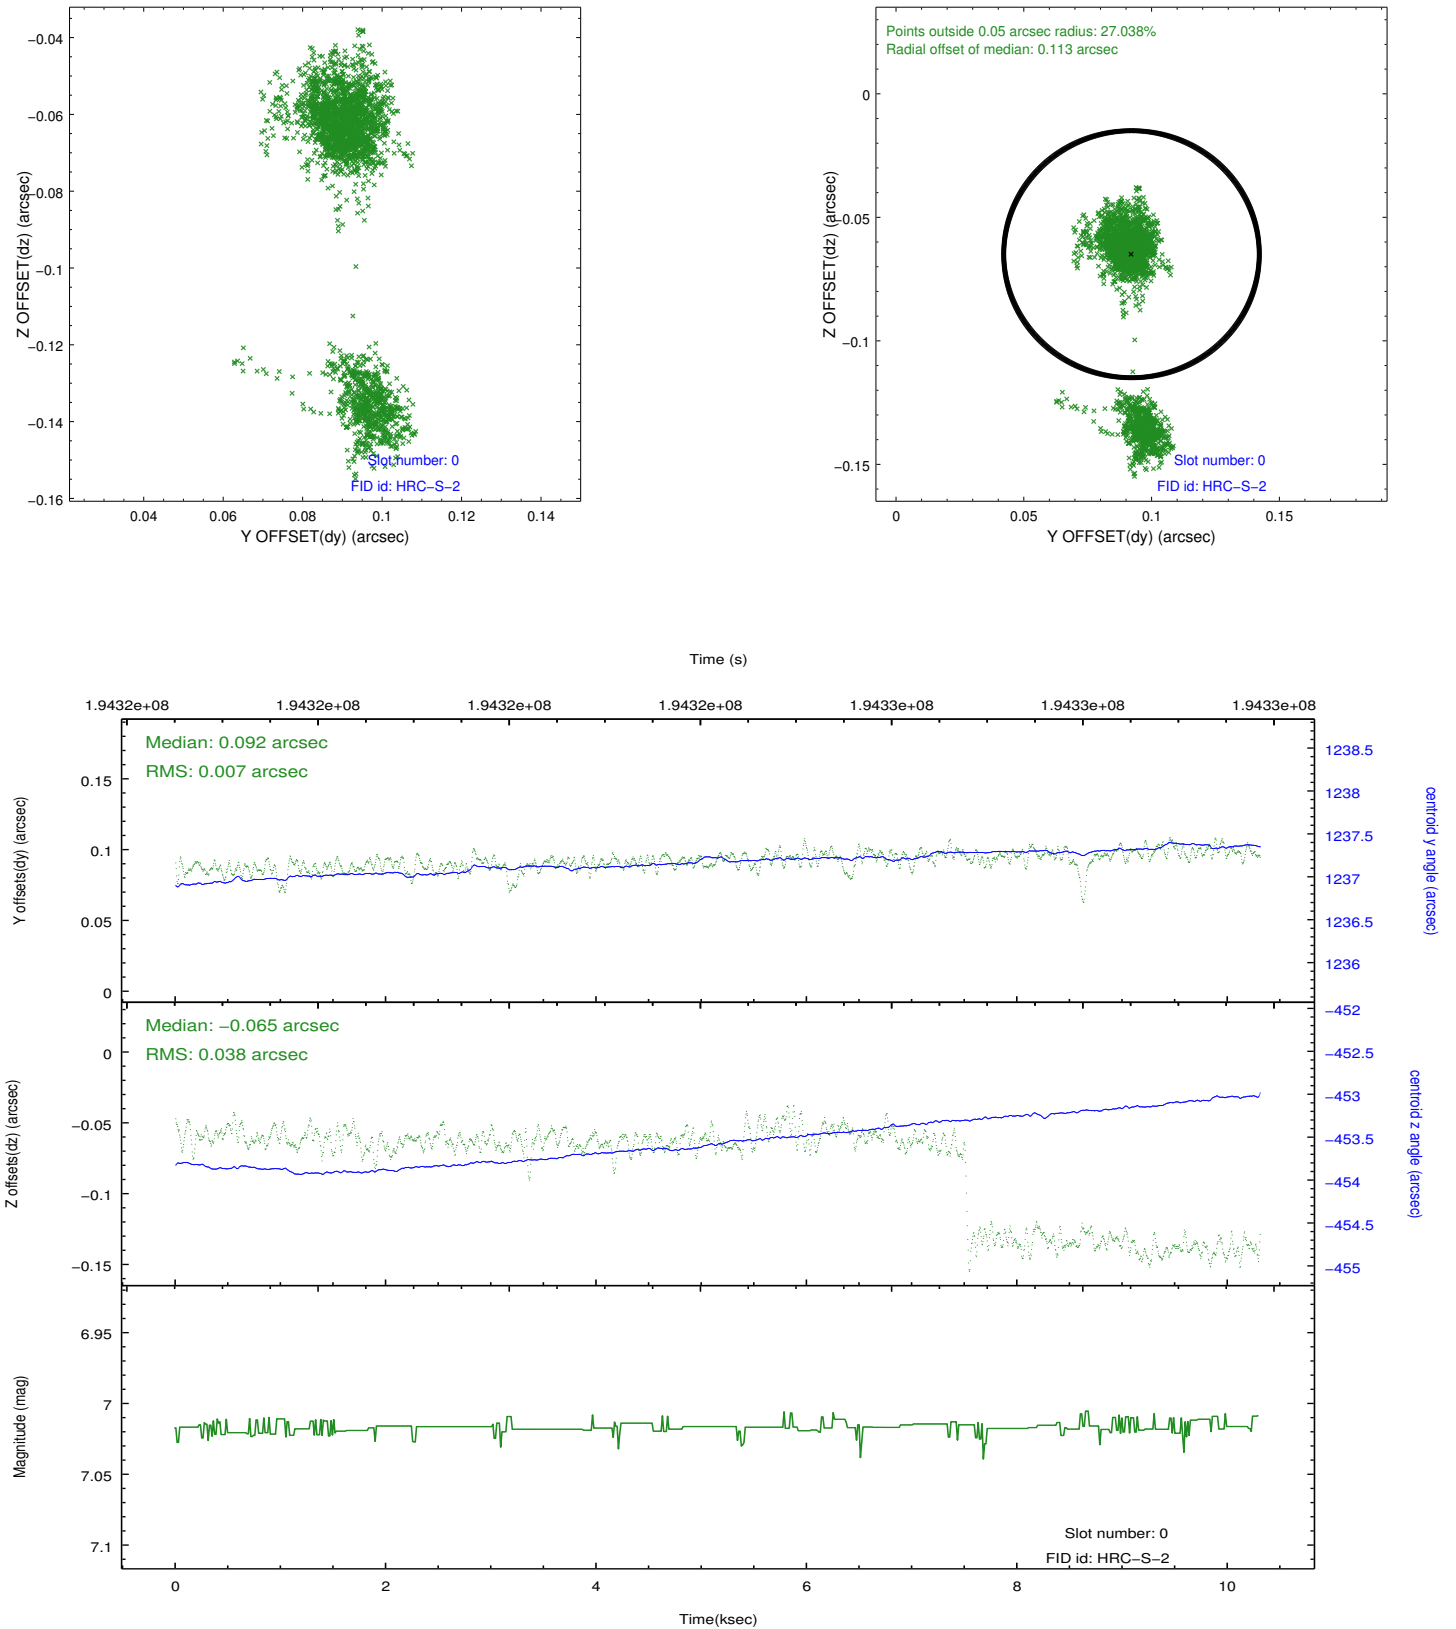 −0.04
−0.06
−0.08
−0.1
−0.12
−0.14
−0.16
Z OFFSET(dz) (arcsec)
Slot number: 0
FID id: HRC−S−2
0.04 0.06 0.08 0.1 0.12 0.14
Y OFFSET(dy) (arcsec)
Points outside 0.05 arcsec radius: 27.038%
Radial offset of median: 0.113 arcsec
0
−0.05
−0.1
−0.15
Z OFFSET(dz) (arcsec)
Slot number: 0
FID id: HRC−S−2
0 0.05 0.1 0.15
Y OFFSET(dy) (arcsec)
Time (s)
1.9432e+08 1.9432e+08 1.9432e+08 1.9432e+08 1.9433e+08 1.9433e+08 1.9433e+08
Median: 0.092 arcsec
RMS: 0.007 arcsec
0.15
0.1
0.05
0
Y offsets(dy) (arcsec)
1238.5
1238
1237.5
1237
1236.5
1236
centroid y angle (arcsec)
Median: −0.065 arcsec
RMS: 0.038 arcsec
0
−0.05
−0.1
−0.15
Z offsets(dz) (arcsec)
−452
−452.5
−453
−453.5
−454
−454.5
−455
centroid z angle (arcsec)
6.95
7
7.05
7.1
Magnitude (mag)
Slot number: 0
FID id: HRC−S−2
0 2 4 6 8 10
Time(ksec)